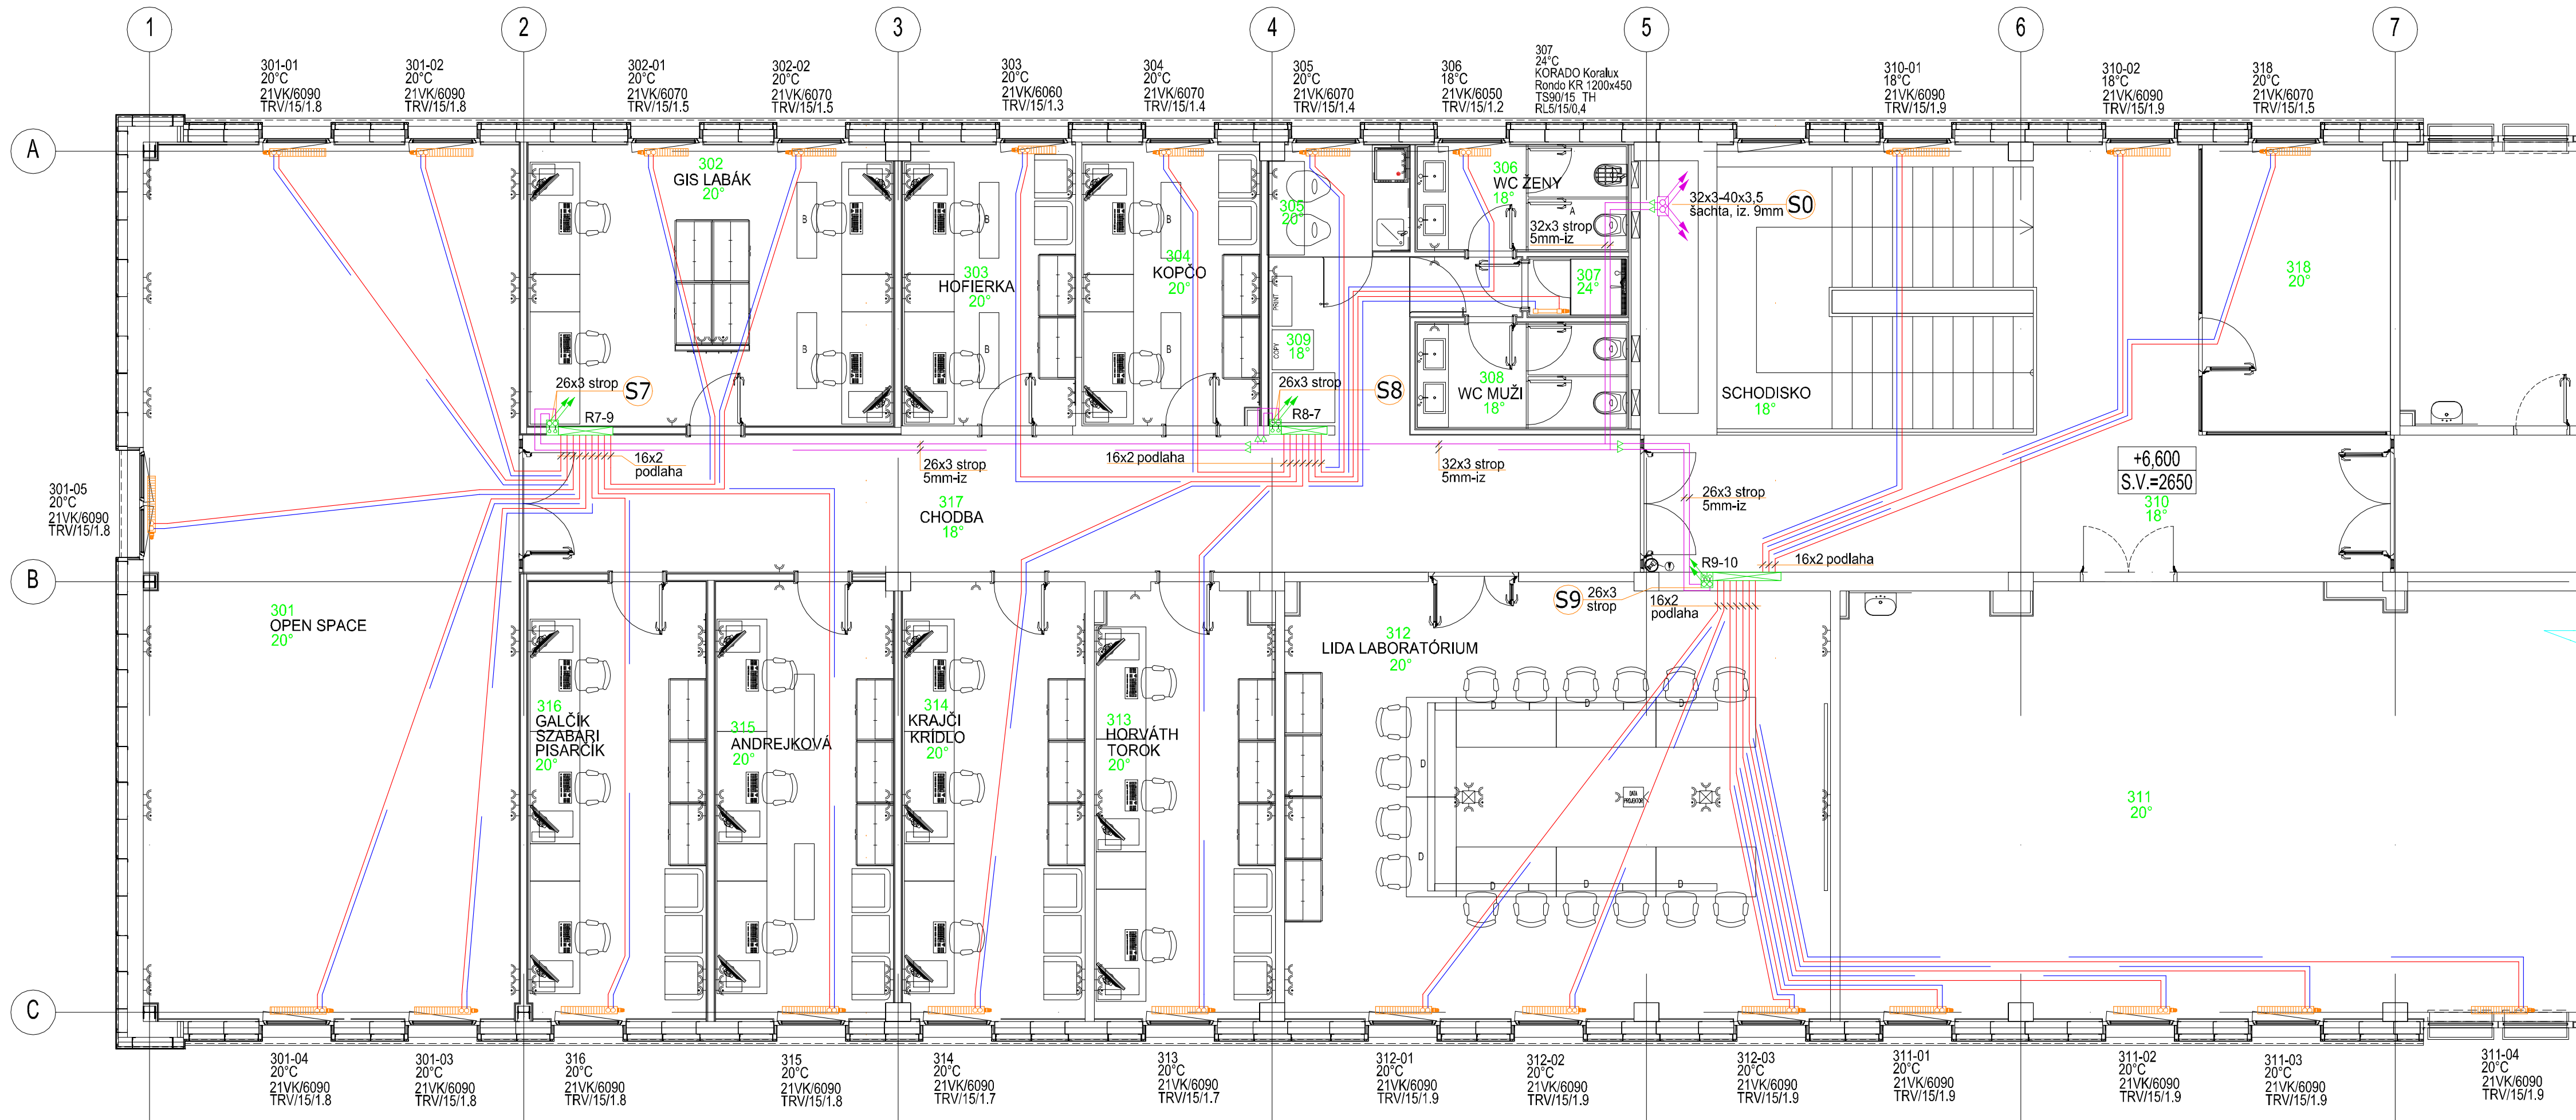 1
2
3
4
5
6
7
A
B
C
301-01
20°C
21VK/6090
TRV/15/1.8
301-02
20°C
21VK/6090
TRV/15/1.8
302-01
20°C
21VK/6070
TRV/15/1.5
302-02
20°C
21VK/6070
TRV/15/1.5
303
20°C
21VK/6060
TRV/15/1.3
304
20°C
21VK/6070
TRV/15/1.4
305
20°C
21VK/6070
TRV/15/1.4
306
18°C
21VK/6050
TRV/15/1.2
307
24°C
KORADO Koralux
Rondo KR 1200x450
TS90/15 TH
RL5/15/0,4
310-01
18°C
21VK/6090
TRV/15/1.9
310-02
18°C
21VK/6090
TRV/15/1.9
318
20°C
21VK/6070
TRV/15/1.5
302
GIS LABÁK
20°
303
HOFIERKA
20°
304
KOPČO
20°
305
20°
306
WC ŽENY
18°
A
32x3 strop
5mm-iz
32x3-40x3,5
šachta, iz. 9mm
S0
307
24°
318
20°
PRINT
COPY
309
18°
308
WC MUŽI
18°
SCHODISKO
18°
B
B
B
B
B
B
26x3 strop
S7
R7-9
26x3 strop
S8
R8-7
16x2
podlaha
26x3 strop
5mm-iz
16x2 podlaha
32x3 strop
5mm-iz
26x3 strop
5mm-iz
+6,600
S.V.=2650
310
18°
301-05
20°C
21VK/6090
TRV/15/1.8
317
CHODBA
18°
R9-10
16x2 podlaha
S9
26x3
strop
16x2
podlaha
301
OPEN SPACE
20°
312
LIDA LABORATÓRIUM
20°
316
GALČÍK
SZABARI
PISARČÍK
20°
315
ANDREJKOVÁ
20°
314
KRAJČI
KRÍDLO
20°
313
HORVÁTH
TOROK
20°
D
D
D
D
D
DATA
PROJEKTOR
D
D
D
311
20°
301-04
20°C
21VK/6090
TRV/15/1.8
301-03
20°C
21VK/6090
TRV/15/1.8
316
20°C
21VK/6090
TRV/15/1.8
315
20°C
21VK/6090
TRV/15/1.8
314
20°C
21VK/6090
TRV/15/1.7
313
20°C
21VK/6090
TRV/15/1.7
312-01
20°C
21VK/6090
TRV/15/1.9
312-02
20°C
21VK/6090
TRV/15/1.9
312-03
20°C
21VK/6090
TRV/15/1.9
311-01
20°C
21VK/6090
TRV/15/1.9
311-02
20°C
21VK/6090
TRV/15/1.9
311-03
20°C
21VK/6090
TRV/15/1.9
311-04
20°C
21VK/6090
TRV/15/1.9